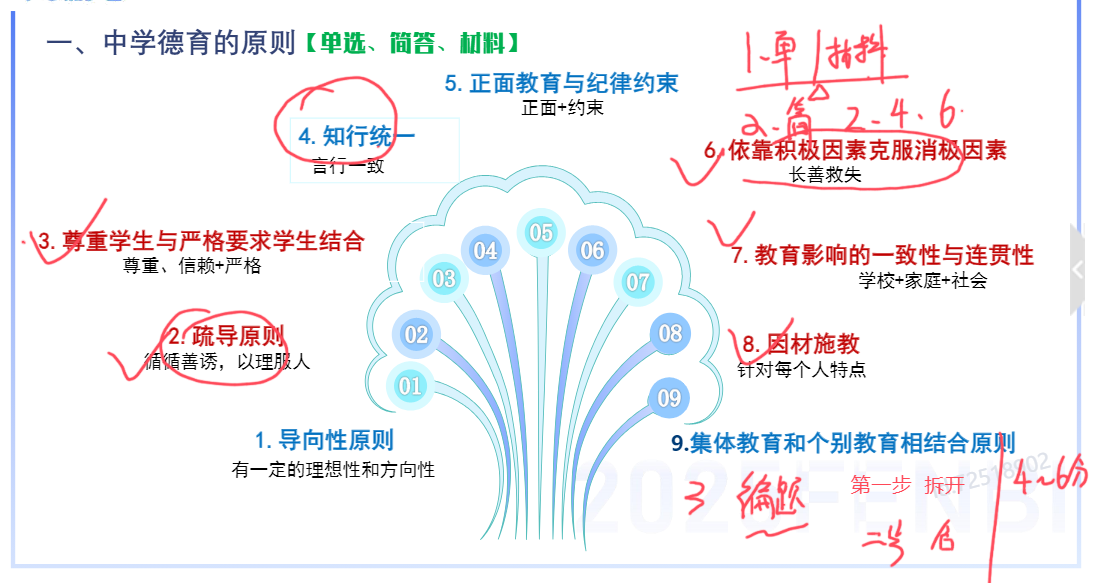 一、中学德育的原则【单选、简答、材料】
1.单 材料
2.简 2.4.6.
5. 正面教育与纪律约束
正面+约束
4. 知行统一
言行一致
6. 依靠积极因素克服消极因素
长善救失
3. 尊重学生与严格要求学生结合
尊重、信赖+严格
7. 教育影响的一致性与连贯性
学校+家庭+社会
2. 疏导原则
循循善诱，以理服人
8. 因材施教
针对每个人特点
01
02
03
04
05
06
07
08
09
1. 导向性原则
有一定的理想性和方向性
9.集体教育和个别教育相结合原则
3 编题
第一步 拆开
4~6分